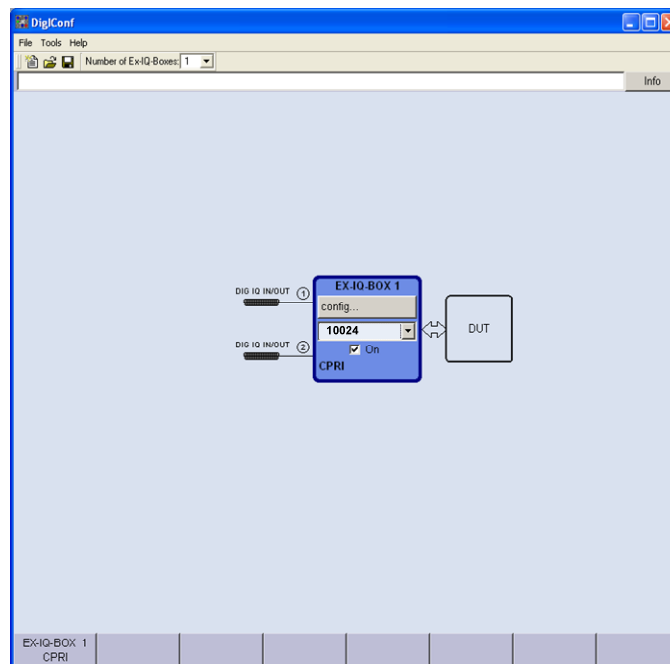 DigIConf
File Tools Help
Number of Ex-IQ-Boxes: 1
Info
EX-IQ-BOX 1
DIG IQ IN/OUT 1
config...
10024
DUT
DIG IQ IN/OUT 2
On
CPRI
EX-IQ-BOX 1
CPRI